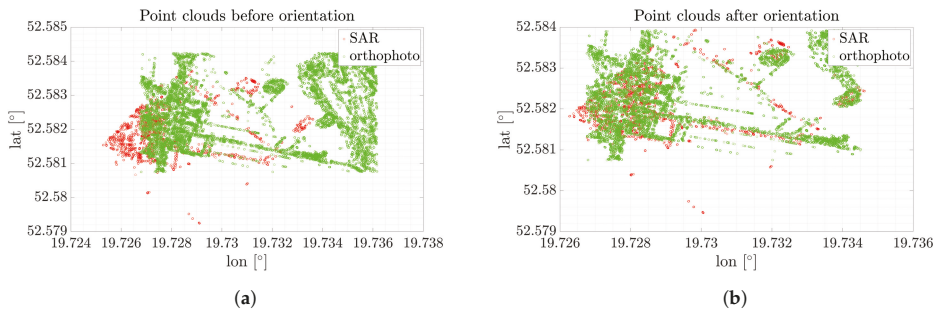 Point clouds before orientation
52.585
52.584
52.583
52.582
52.581
52.58
52.579
lat [°]
SAR
orthophoto
19.724 19.726 19.728 19.73 19.732 19.734 19.736 19.738
lon [°]
(a)
Point clouds after orientation
52.584
52.583
52.582
52.581
52.58
52.579
lat [°]
SAR
orthophoto
19.726 19.728 19.73 19.732 19.734 19.736
lon [°]
(b)